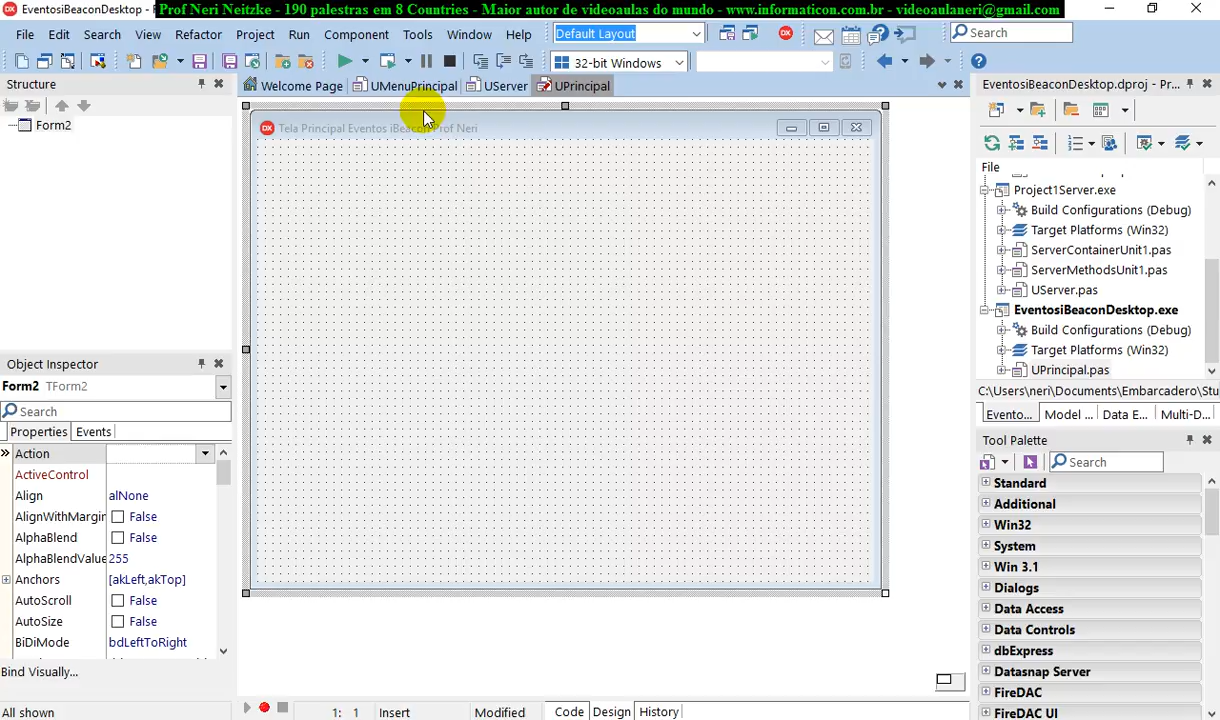 EventosiBeaconDesktop -
Prof Neri Neitzke - 190 palestras em 8 Countries - Maior autor de videoaulas do mundo - www.informaticon.com.br - videoaulaneri@gmail.com
File Edit Search View Refactor Project Run Component Tools Window Help
Default Layout
Search
32-bit Windows
Structure
Form2
Welcome Page UMenuPrincipal UServer UPrincipal
Tela Principal Eventos iBeacon Prof Neri
Object Inspector
Form2 TForm2
Search
Properties Events
Action
ActiveControl
Align alNone
AlignWithMargin False
AlphaBlend False
AlphaBlendValue 255
Anchors [akLeft,akTop]
AutoScroll False
AutoSize False
BiDiMode bdLeftToRight
Bind Visually...
All shown
1: 1 Insert Modified Code Design History
EventosiBeaconDesktop.dproj - Pr...
File
Project1Server.exe
Build Configurations (Debug)
Target Platforms (Win32)
ServerContainerUnit1.pas
ServerMethodsUnit1.pas
UServer.pas
EventosiBeaconDesktop.exe
Build Configurations (Debug)
Target Platforms (Win32)
UPrincipal.pas
C:\Users\neri\Documents\Embarcadero\Stu
Evento... Model ... Data E... Multi-D...
Tool Palette
Search
Standard
Additional
Win32
System
Win 3.1
Dialogs
Data Access
Data Controls
dbExpress
Datasnap Server
FireDAC
FireDAC UI